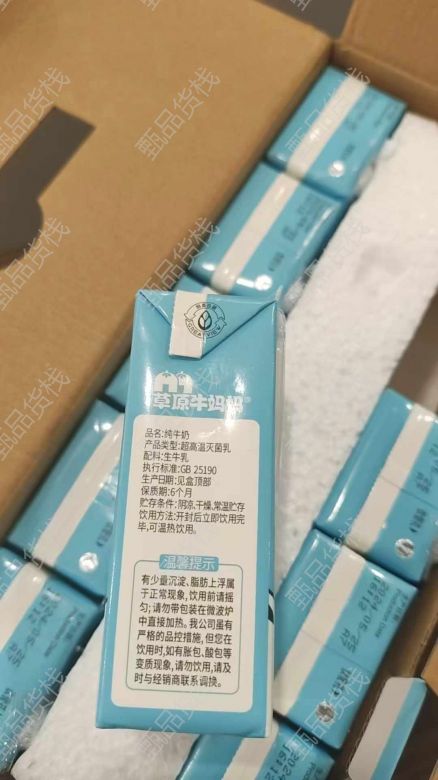 甄品货栈
草原牛妈妈
品名:纯牛奶
产品类型:超高温灭菌乳
配料:生牛乳
执行标准:GB 25190
生产日期:见盒顶部
保质期:6个月
贮存条件:阴凉、干燥、常温贮存
饮用方法:开封后立即饮用完
毕,可温热饮用。
温馨提示
有少量沉淀、脂肪上浮属
于正常现象,饮用前请摇
匀;请勿带包装在微波炉
中直接加热。我公司虽有
严格的品控措施,但您在
饮用时,如有胀包、酸包等
变质现象,请勿饮用,请及
时与经销商联系调换。